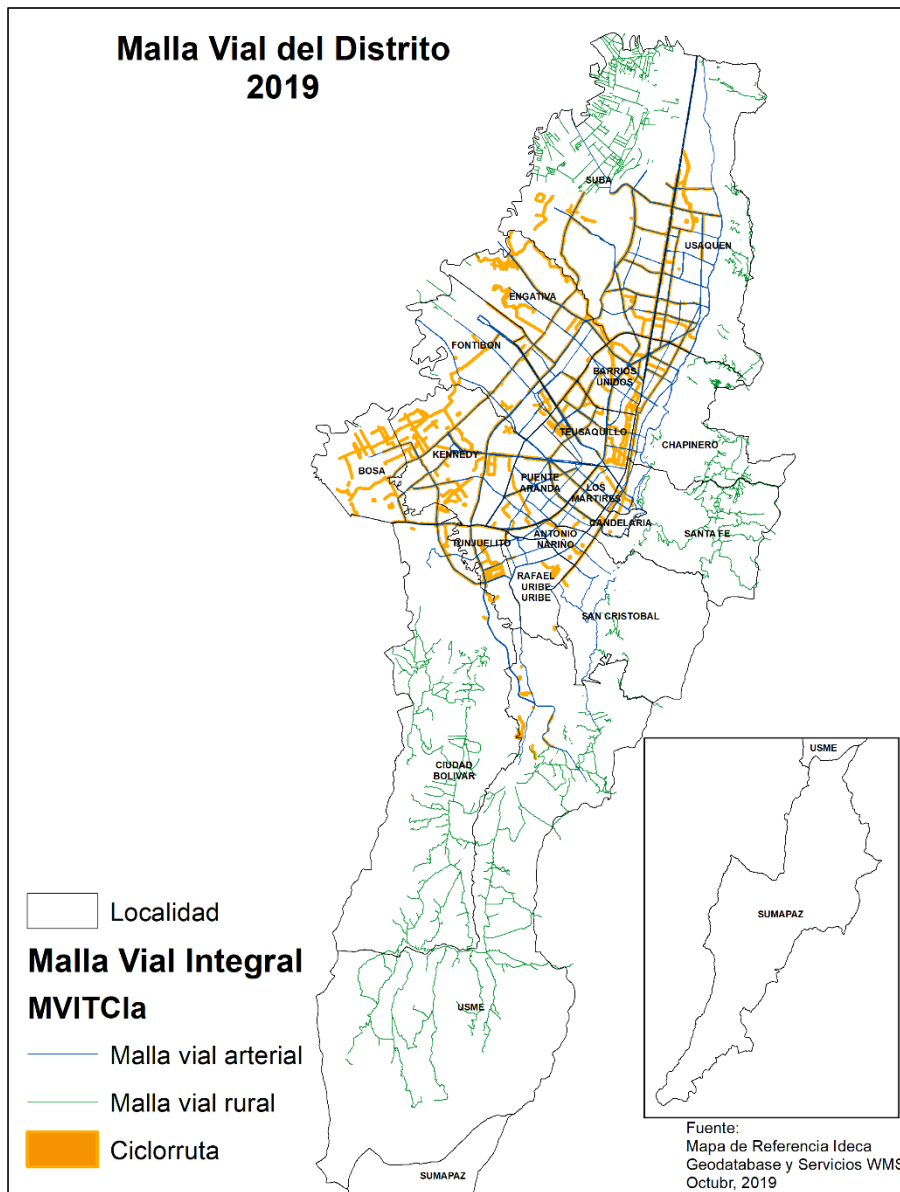 Malla Vial del Distrito
2019
SUBA
USAQUEN
ENGATIVA
FONTIBON
BARRIOS
UNIDOS
TEUSAQUILLO
CHAPINERO
KENNEDY
BOSA
PUENTE
ARANDA
LOS
MARTIRES
CANDELARIA
SANTA FE
TUNJUELITO
ANTONIO
NARIÑO
RAFAEL
URIBE
URIBE
SAN CRISTOBAL
CIUDAD
BOLIVAR
USME
SUMAPAZ
USME
SUMAPAZ
Localidad
Malla Vial Integral
MVITCla
Malla vial arterial
Malla vial rural
Ciclorruta
Fuente:
Mapa de Referencia Ideca
Geodatabase y Servicios WMS
Octubr, 2019